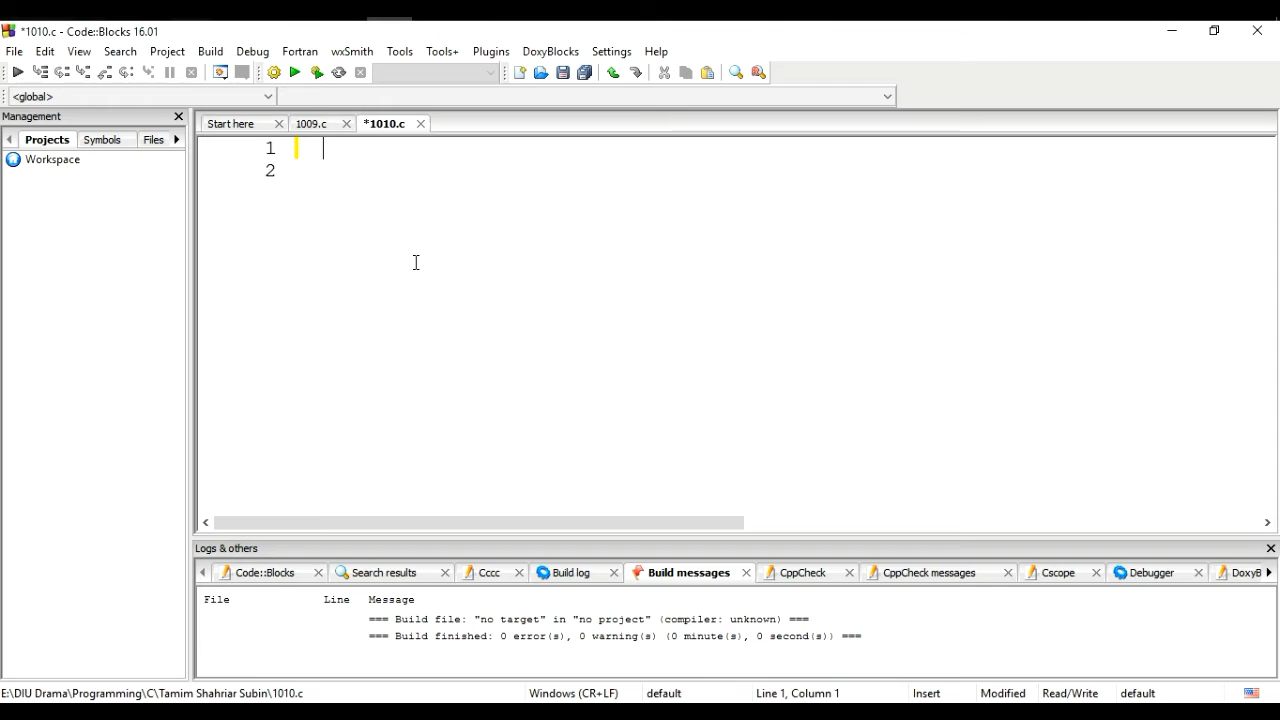 *1010.c - Code::Blocks 16.01
File Edit View Search Project Build Debug Fortran wxSmith Tools Tools+ Plugins DoxyBlocks Settings Help
<global>
Management
Projects Symbols Files
Workspace
Start here 1009.c *1010.c
1
2
Logs & others
Code::Blocks Search results Cccc Build log Build messages CppCheck CppCheck messages Cscope Debugger DoxyB
File Line Message
=== Build file: "no target" in "no project" (compiler: unknown) ===
=== Build finished: 0 error(s), 0 warning(s) (0 minute(s), 0 second(s)) ===
E:\DIU Drama\Programming\C\Tamim Shahriar Subin\1010.c Windows (CR+LF) default Line 1, Column 1 Insert Modified Read/Write default